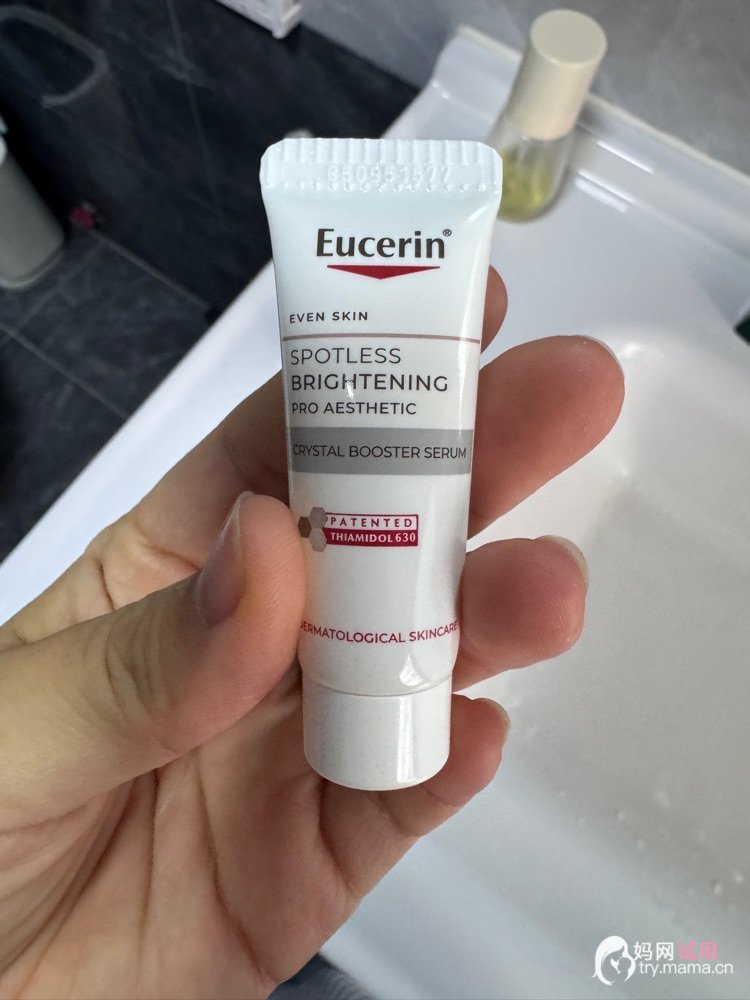 Eucerin®
EVEN SKIN
SPOTLESS
BRIGHTENING
PRO AESTHETIC
CRYSTAL BOOSTER SERUM
PATENTED
THIAMIDOL 630
DERMATOLOGICAL SKINCARE
妈网试用
try.mama.cn